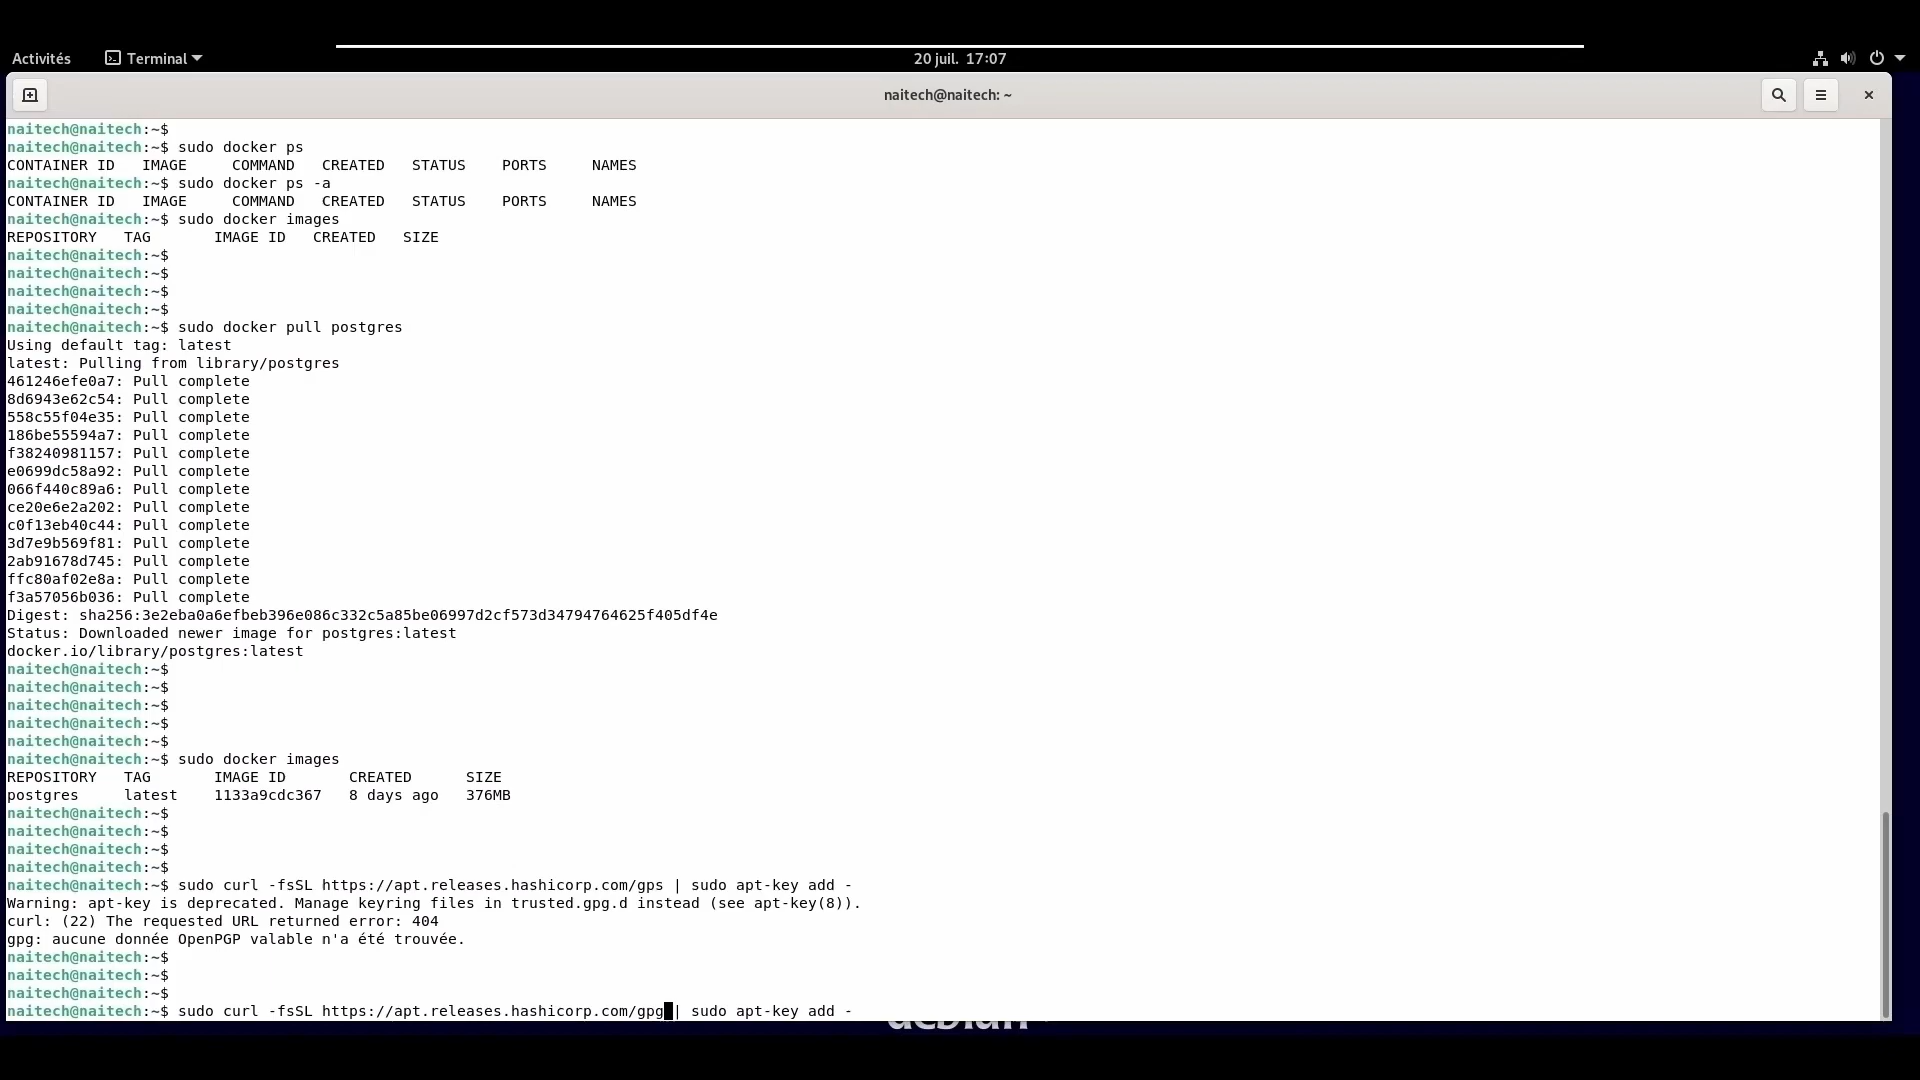 Activités Terminal 20 juil. 17:07
naitech@naitech: ~
naitech@naitech:~$
naitech@naitech:~$ sudo docker ps
CONTAINER ID   IMAGE     COMMAND   CREATED   STATUS    PORTS     NAMES
naitech@naitech:~$ sudo docker ps -a
CONTAINER ID   IMAGE     COMMAND   CREATED   STATUS    PORTS     NAMES
naitech@naitech:~$ sudo docker images
REPOSITORY   TAG       IMAGE ID   CREATED   SIZE
naitech@naitech:~$
naitech@naitech:~$
naitech@naitech:~$
naitech@naitech:~$
naitech@naitech:~$ sudo docker pull postgres
Using default tag: latest
latest: Pulling from library/postgres
461246efe0a7: Pull complete
8d6943e62c54: Pull complete
558c55f04e35: Pull complete
186be55594a7: Pull complete
f38240981157: Pull complete
e0699dc58a92: Pull complete
066f440c89a6: Pull complete
ce20e6e2a202: Pull complete
c0f13eb40c44: Pull complete
3d7e9b569f81: Pull complete
2ab91678d745: Pull complete
ffc80af02e8a: Pull complete
f3a57056b036: Pull complete
Digest: sha256:3e2eba0a6efbeb396e086c332c5a85be06997d2cf573d34794764625f405df4e
Status: Downloaded newer image for postgres:latest
docker.io/library/postgres:latest
naitech@naitech:~$
naitech@naitech:~$
naitech@naitech:~$
naitech@naitech:~$
naitech@naitech:~$
naitech@naitech:~$ sudo docker images
REPOSITORY   TAG       IMAGE ID       CREATED      SIZE
postgres     latest    1133a9cdc367   8 days ago   376MB
naitech@naitech:~$
naitech@naitech:~$
naitech@naitech:~$
naitech@naitech:~$
naitech@naitech:~$ sudo curl -fsSL https://apt.releases.hashicorp.com/gps | sudo apt-key add -
Warning: apt-key is deprecated. Manage keyring files in trusted.gpg.d instead (see apt-key(8)).
curl: (22) The requested URL returned error: 404
gpg: aucune donnée OpenPGP valable n'a été trouvée.
naitech@naitech:~$
naitech@naitech:~$
naitech@naitech:~$
naitech@naitech:~$ sudo curl -fsSL https://apt.releases.hashicorp.com/gpg | sudo apt-key add -
debian